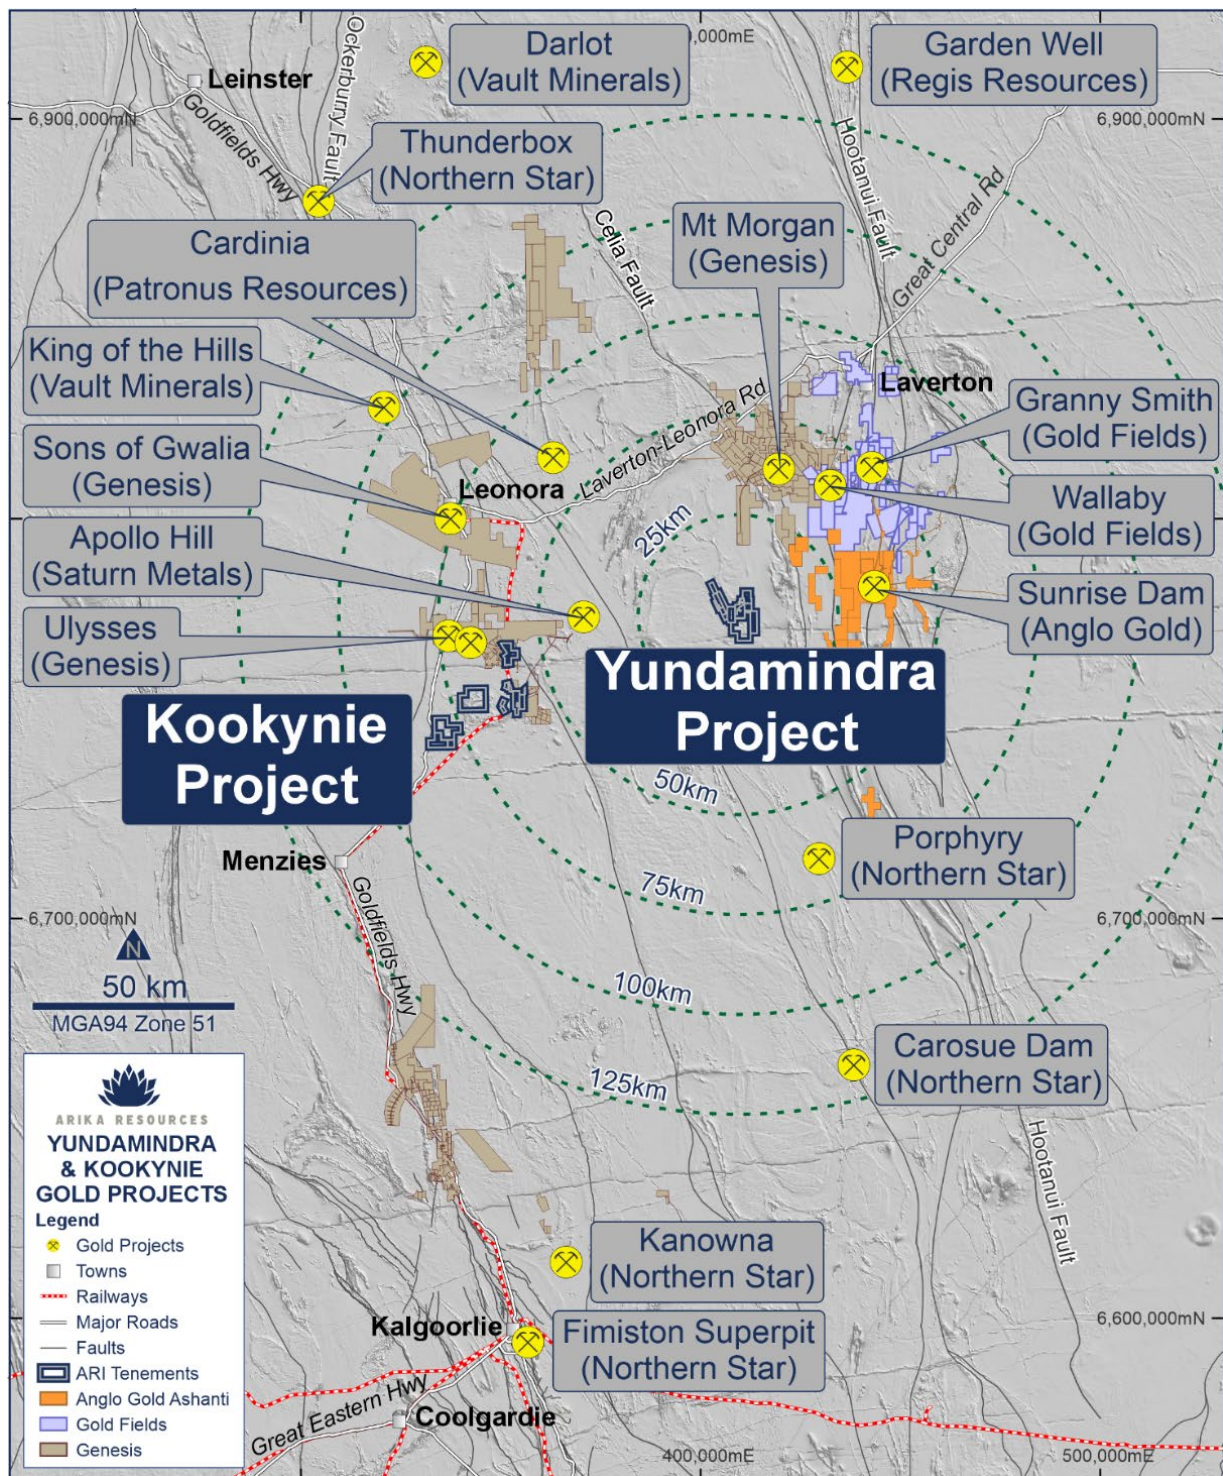 Darlot
(Vault Minerals)
00,000mE
Garden Well
(Regis Resources)
Leinster
Ockerburry Fault
Goldfields Hwy
6,900,000mN
6,900,000mN
Thunderbox
(Northern Star)
Hootanui Fault
Great Central Rd
Celia Fault
Mt Morgan
(Genesis)
Cardinia
(Patronus Resources)
King of the Hills
(Vault Minerals)
Laverton
Laverton-Leonora Rd
Granny Smith
(Gold Fields)
Sons of Gwalia
(Genesis)
Leonora
Wallaby
(Gold Fields)
25km
Apollo Hill
(Saturn Metals)
Sunrise Dam
(Anglo Gold)
Ulysses
(Genesis)
Yundamindra
Project
Kookynie
Project
50km
Porphyry
(Northern Star)
Menzies
75km
Goldfields Hwy
6,700,000mN
6,700,000mN
N
50 km
MGA94 Zone 51
100km
125km
Carosue Dam
(Northern Star)
Hootanui Fault
ARIKA RESOURCES
YUNDAMINDRA
& KOOKYNIE
GOLD PROJECTS
Legend
Gold Projects
Towns
Railways
Major Roads
Faults
ARI Tenements
Anglo Gold Ashanti
Gold Fields
Genesis
Kanowna
(Northern Star)
6,600,000mN
Kalgoorlie
Fimiston Superpit
(Northern Star)
Great Eastern Hwy
Coolgardie
400,000mE
500,000mE